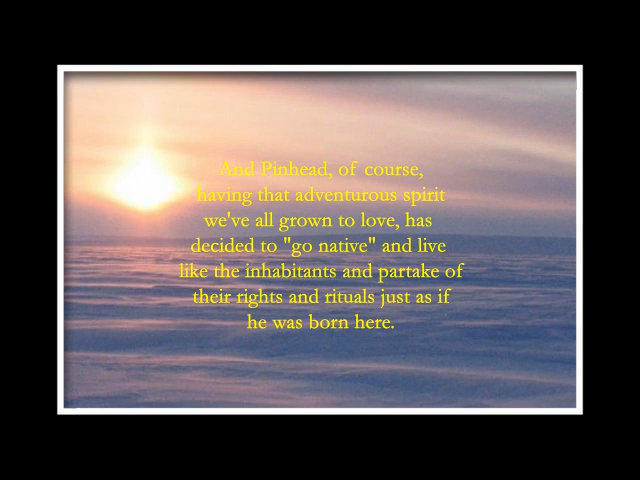 And Pinhead, of course,
having that adventurous spirit
we've all grown to love, has
decided to "go native" and live
like the inhabitants and partake of
their rights and rituals just as if
he was born here.